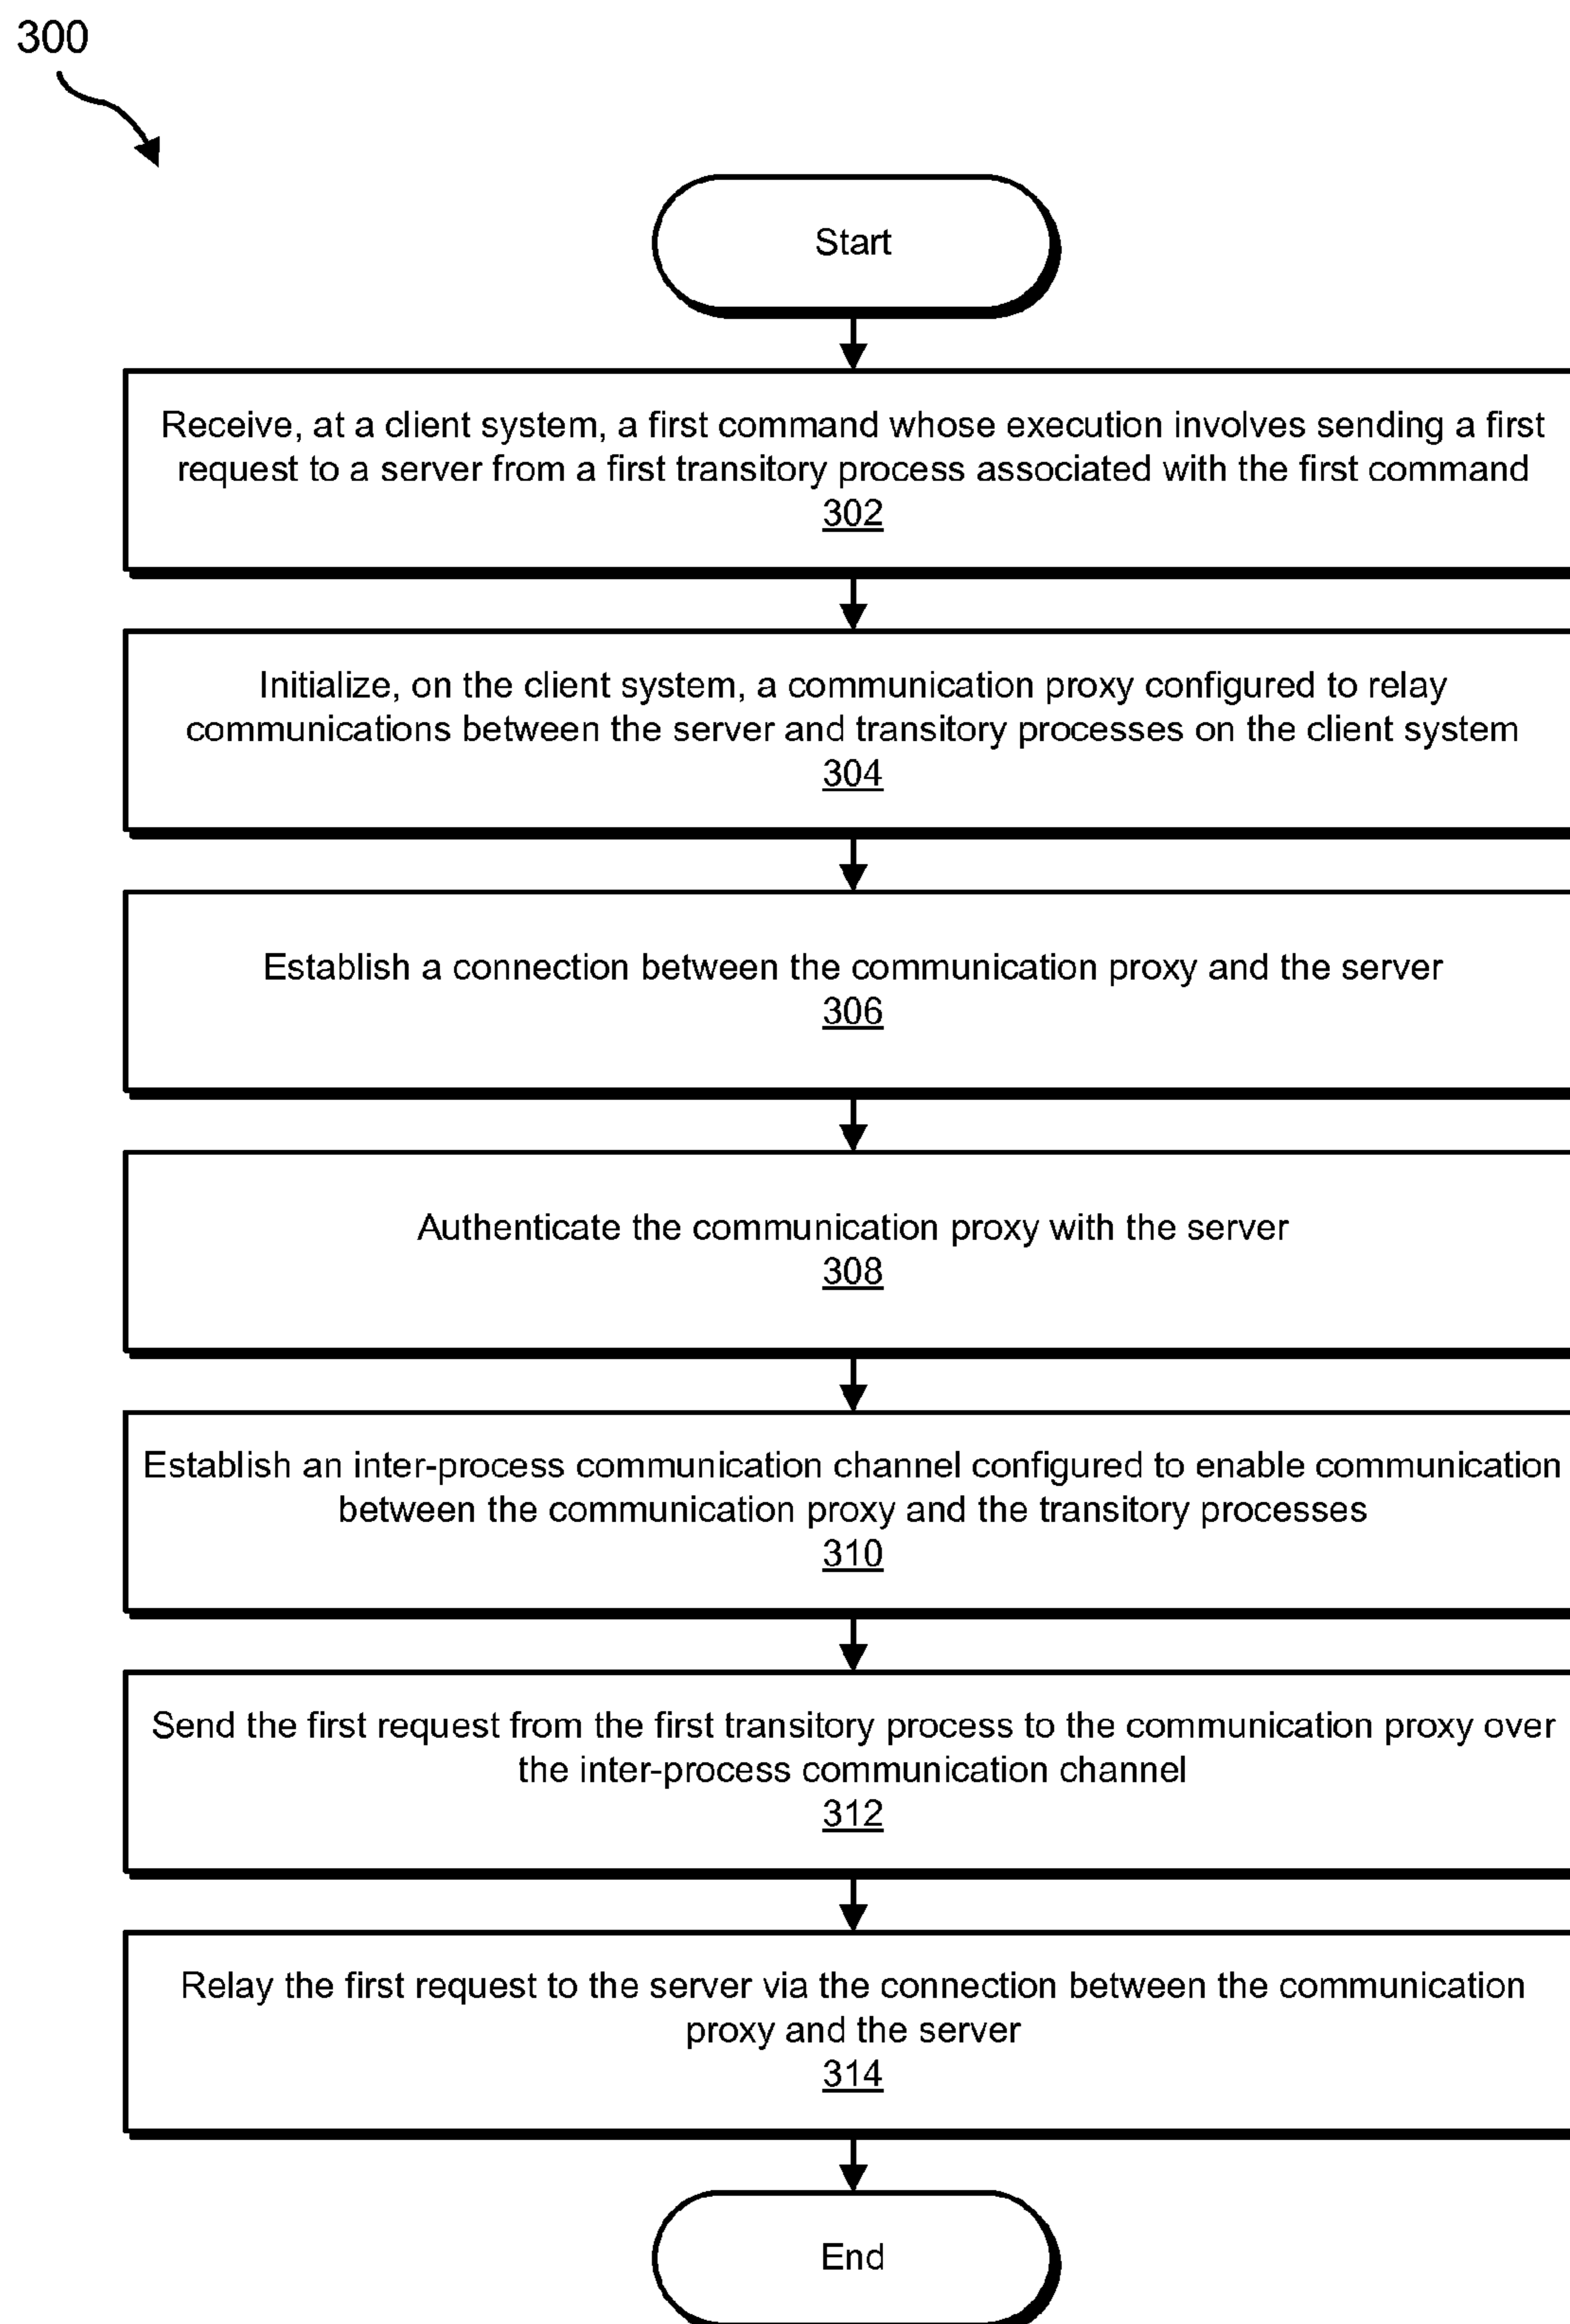 300
Start
Receive, at a client system, a first command whose execution involves sending a first
request to a server from a first transitory process associated with the first command
302
Initialize, on the client system, a communication proxy configured to relay
communications between the server and transitory processes on the client system
304
Establish a connection between the communication proxy and the server
306
Authenticate the communication proxy with the server
308
Establish an inter-process communication channel configured to enable communication
between the communication proxy and the transitory processes
310
Send the first request from the first transitory process to the communication proxy over
the inter-process communication channel
312
Relay the first request to the server via the connection between the communication
proxy and the server
314
End